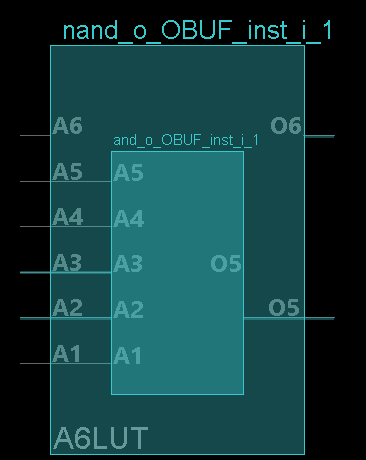 nand_o_OBUF_inst_i_1
A6
O6
and_o_OBUF_inst_i_1
A5
A5
A4
A4
A3
A3
O5
A2
A2
O5
A1
A1
A6LUT